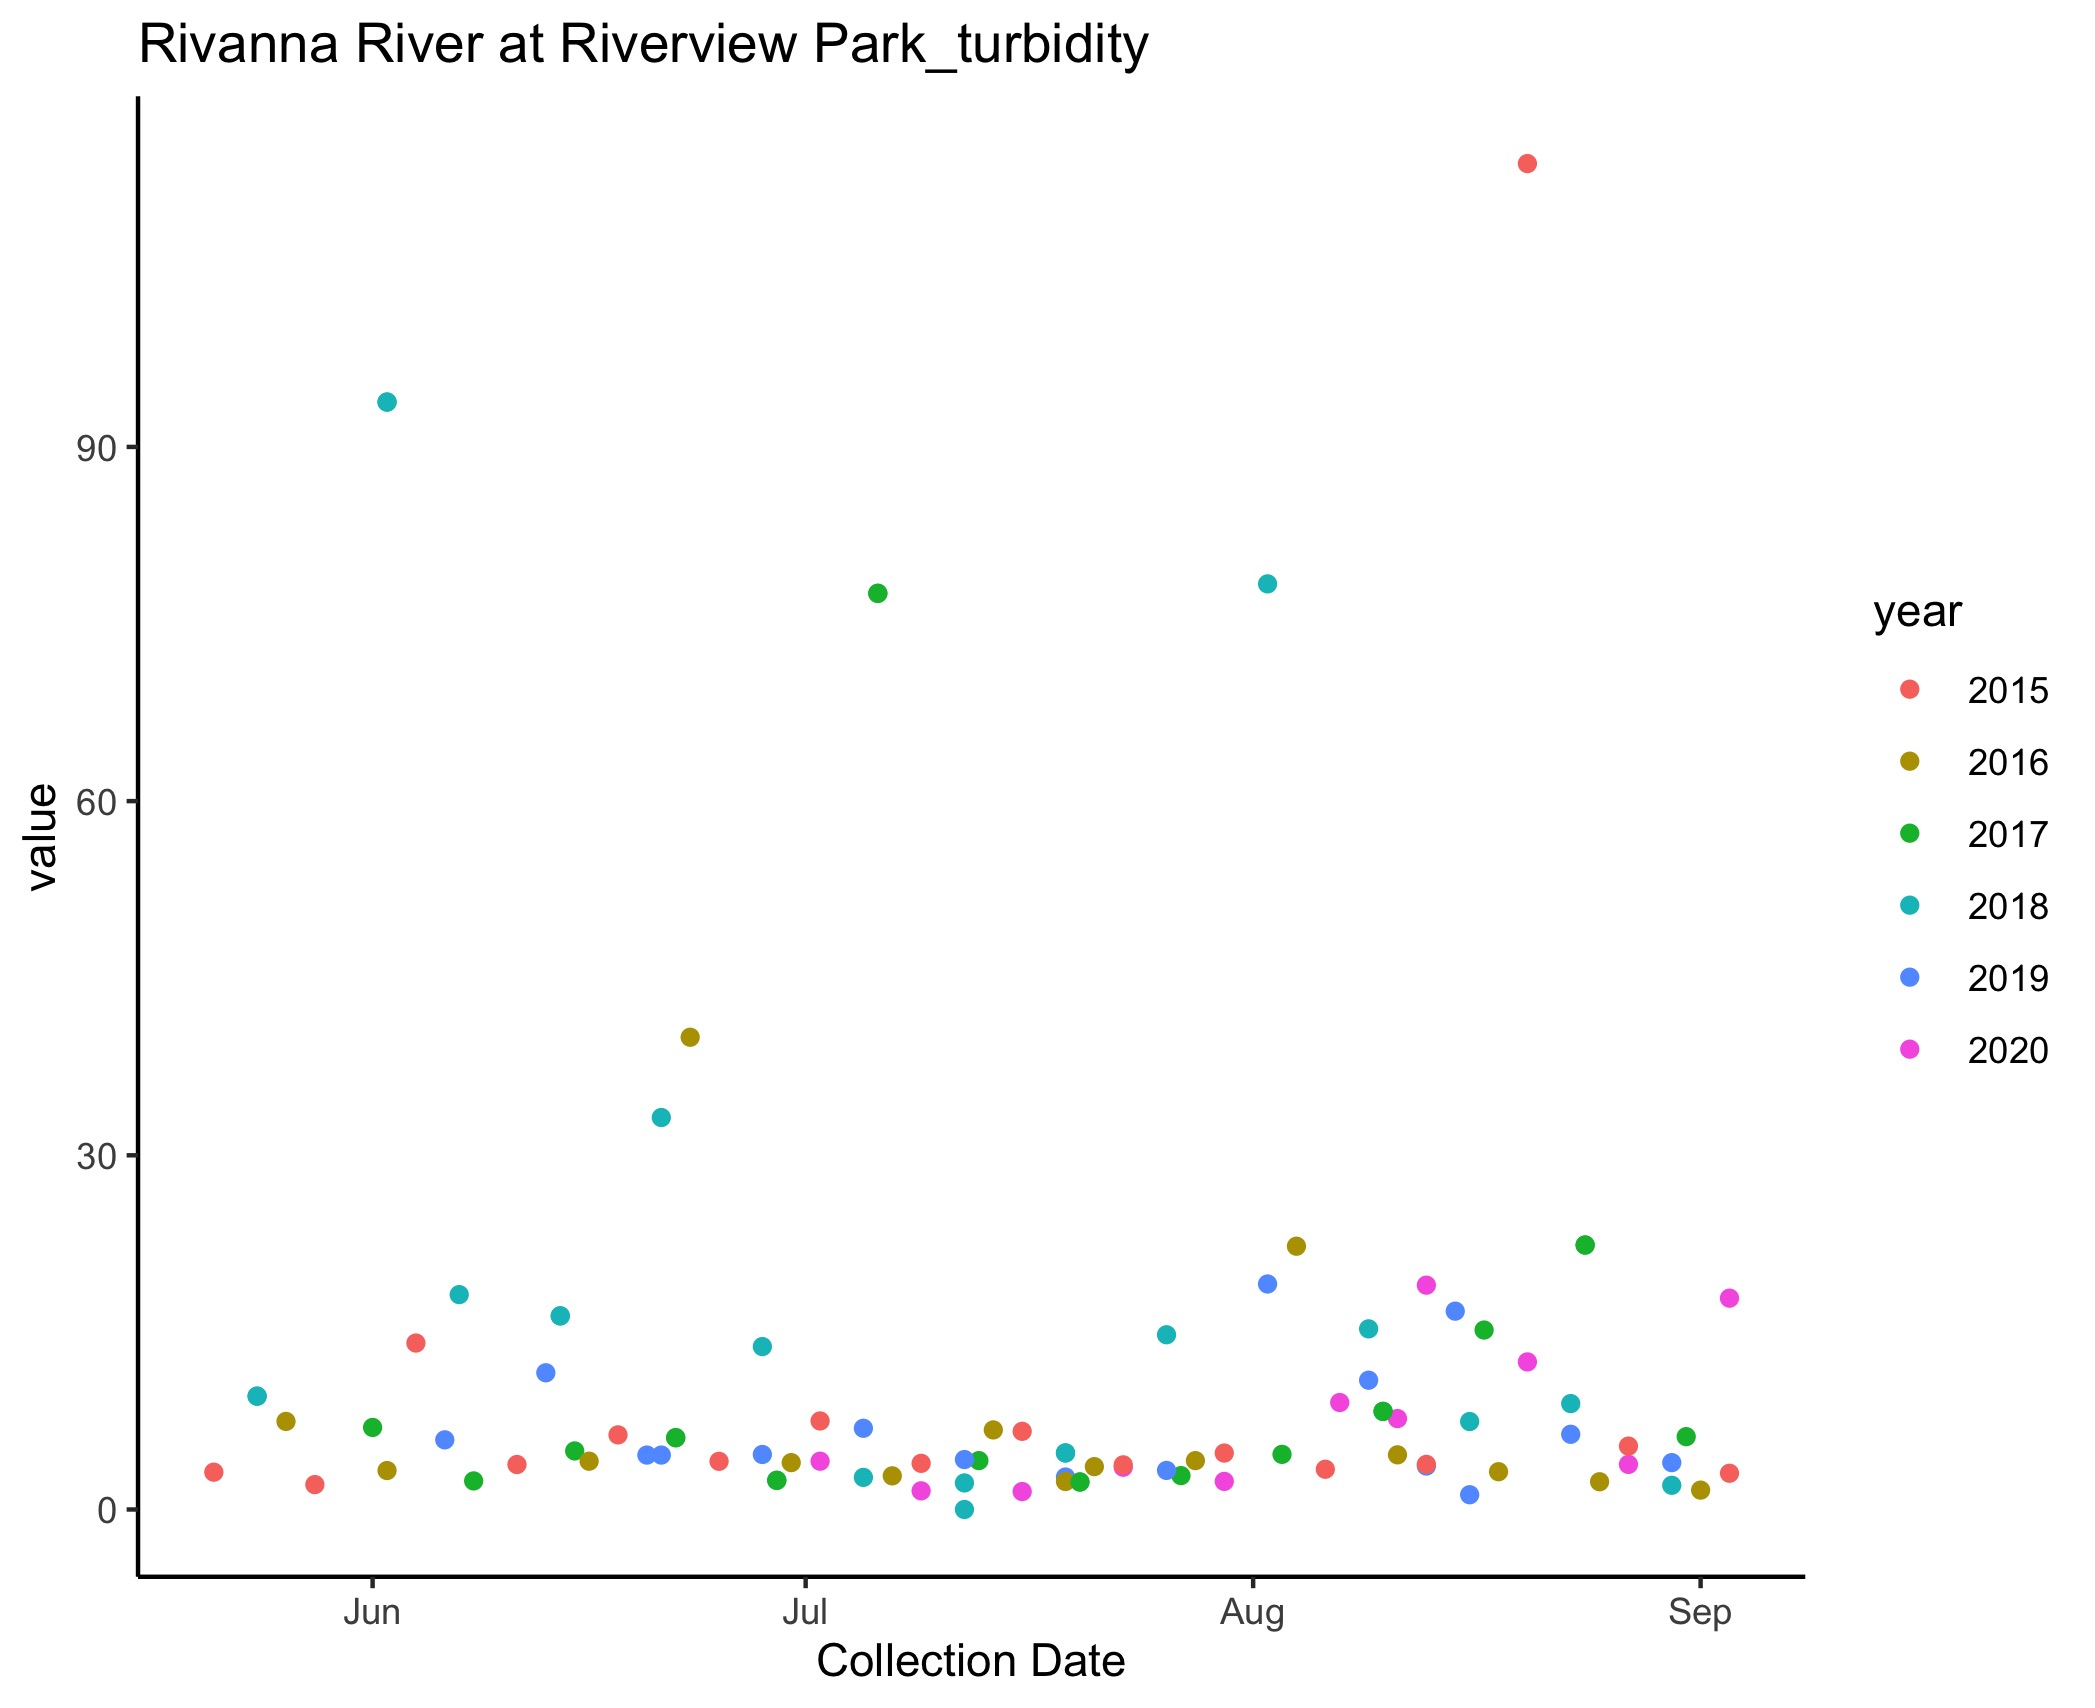 Rivanna River at Riverview Park_turbidity
90
60
30
0
value
Jun
Jul
Aug
Sep
Collection Date
year
2015
2016
2017
2018
2019
2020